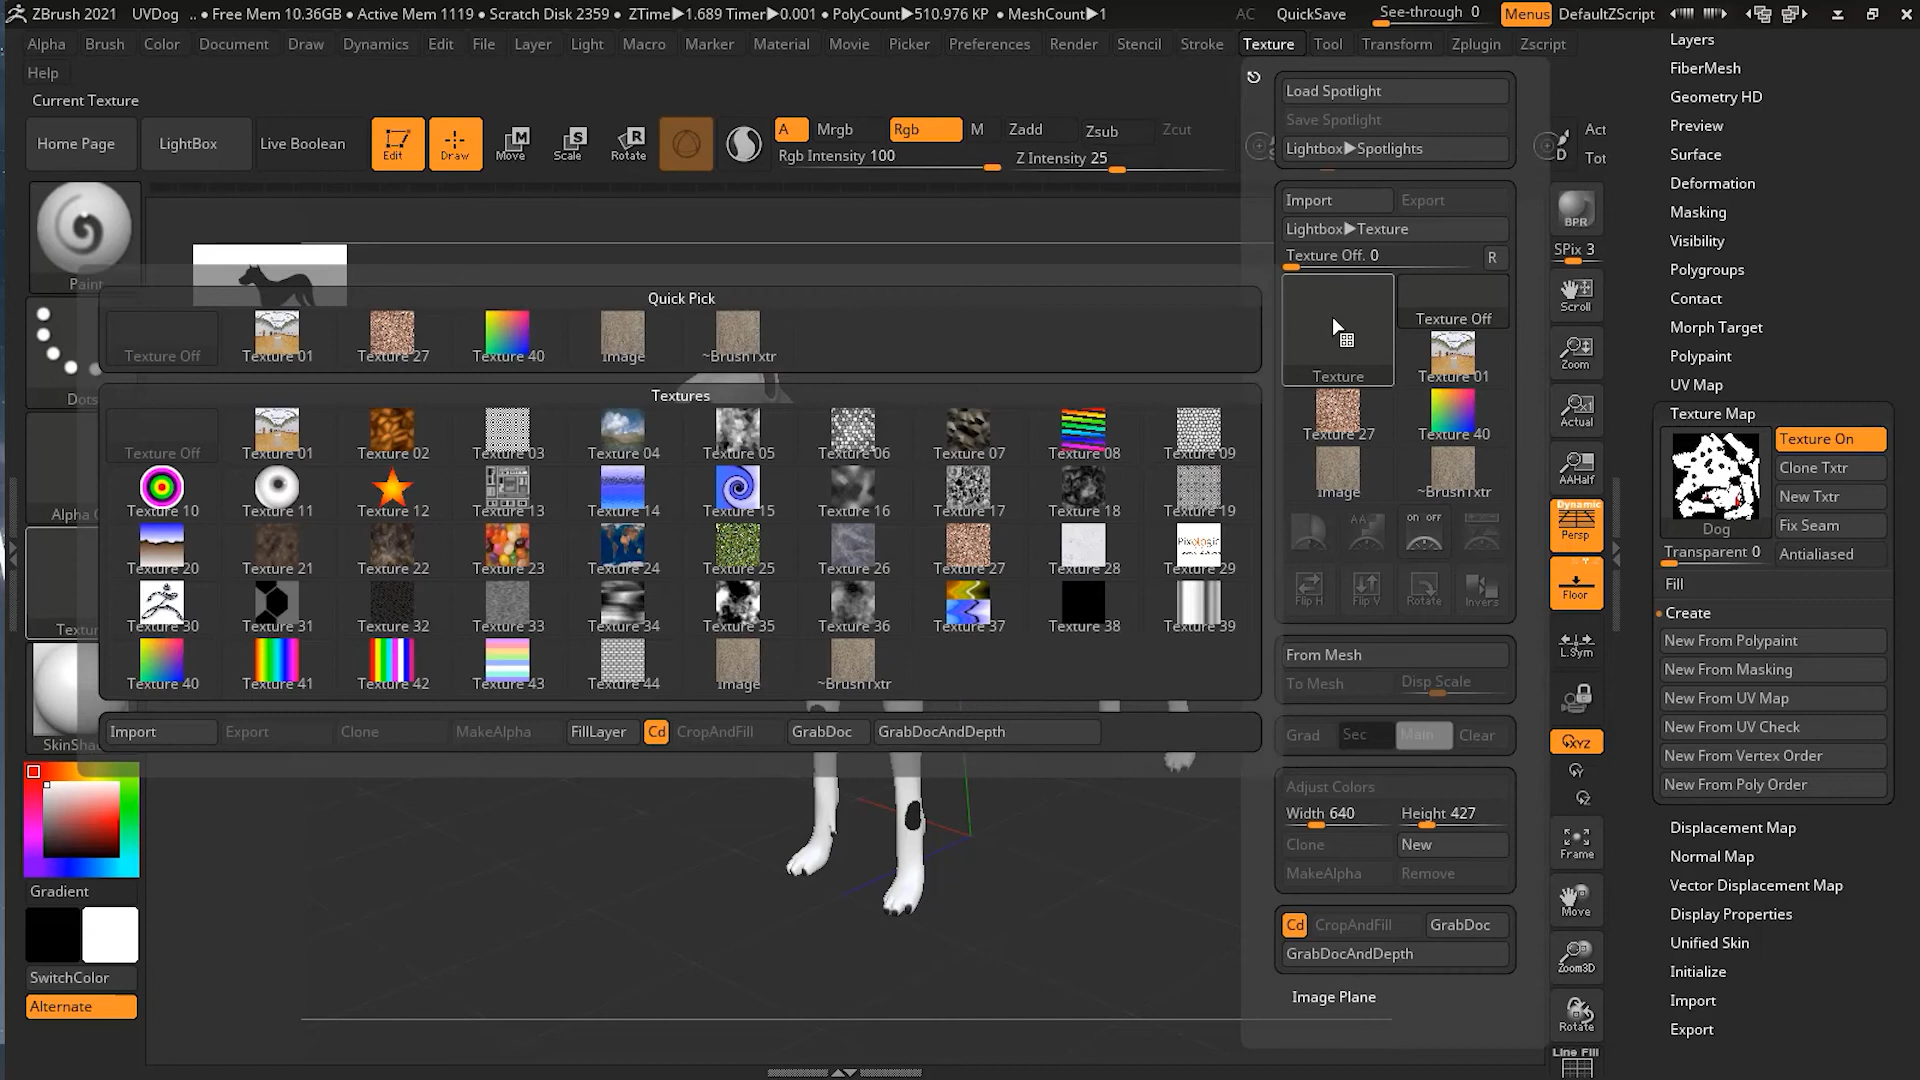 ZBrush 2021 UVDog .. • Free Mem 10.36GB • Active Mem 1119 • Scratch Disk 2359 • ZTime▶1.689 Timer▶0.001 • PolyCount▶510.976 KP • MeshCount▶1 AC QuickSave See-through 0 Menus DefaultZScript
Alpha Brush Color Document Draw Dynamics Edit File Layer Light Macro Marker Material Movie Picker Preferences Render Stencil Stroke Texture Tool Transform Zplugin Zscript
Help
Current Texture
Home Page LightBox Live Boolean Edit Draw Move Scale Rotate A Mrgb Rgb M Zadd Zsub Zcut
Rgb Intensity 100 Z Intensity 25
M S R
Paint
Dots
Alpha
Textur
SkinShad
Gradient
SwitchColor
Alternate
Quick Pick
Texture Off Texture 01 Texture 27 Texture 40 Image ~BrushTxtr
Textures
Texture Off Texture 01 Texture 02 Texture 03 Texture 04 Texture 05 Texture 06 Texture 07 Texture 08 Texture 09
Texture 10 Texture 11 Texture 12 Texture 13 Texture 14 Texture 15 Texture 16 Texture 17 Texture 18 Texture 19
Pixologic
Texture 20 Texture 21 Texture 22 Texture 23 Texture 24 Texture 25 Texture 26 Texture 27 Texture 28 Texture 29
Texture 30 Texture 31 Texture 32 Texture 33 Texture 34 Texture 35 Texture 36 Texture 37 Texture 38 Texture 39
Texture 40 Texture 41 Texture 42 Texture 43 Texture 44 Image ~BrushTxtr
Import Export Clone MakeAlpha FillLayer Cd CropAndFill GrabDoc GrabDocAndDepth
Load Spotlight
Save Spotlight
Lightbox▶Spotlights
Import Export
Lightbox▶Texture
Texture Off. 0 R
Texture Off
Texture Texture 01
Texture 27 Texture 40
Image ~BrushTxtr
AA ON OFF
Flip H Flip V Rotate Invers
From Mesh
To Mesh Disp Scale
Grad Sec Main Clear
Adjust Colors
Width 640 Height 427
Clone New
MakeAlpha Remove
Cd CropAndFill GrabDoc
GrabDocAndDepth
Image Plane
S D Act
Tot
BPR
SPix 3
Scroll
Zoom
Actual
AAHalf
Dynamic
Persp
Floor
L.Sym
XYZ
Y
Z
Frame
Move
Zoom3D
Rotate
Line Fill
Layers
FiberMesh
Geometry HD
Preview
Surface
Deformation
Masking
Visibility
Polygroups
Contact
Morph Target
Polypaint
UV Map
Texture Map
Texture On
Clone Txtr
New Txtr
Dog Fix Seam
Transparent 0 Antialiased
Fill
Create
New From Polypaint
New From Masking
New From UV Map
New From UV Check
New From Vertex Order
New From Poly Order
Displacement Map
Normal Map
Vector Displacement Map
Display Properties
Unified Skin
Initialize
Import
Export